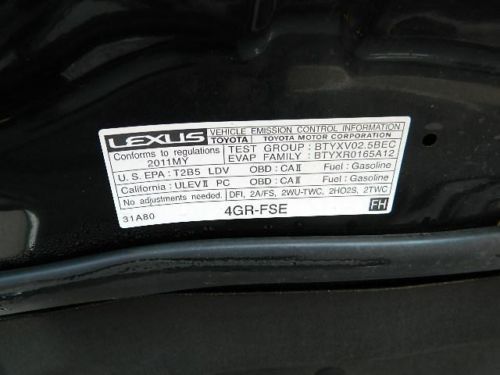 LEXUS VEHICLE EMISSION CONTROL INFORMATION
TOYOTA TOYOTA MOTOR CORPORATION
Conforms to regulations TEST GROUP : BTYXV02.5BEC
2011MY EVAP FAMILY : BTYXR0165A12
U.S. EPA : T2B5 LDV OBD : CAⅡ Fuel : Gasoline
California : ULEVⅡ PC OBD : CAⅡ Fuel : Gasoline
No adjustments needed. DFI, 2A/FS, 2WU-TWC, 2HO2S, 2TWC
31A80 4GR-FSE FH